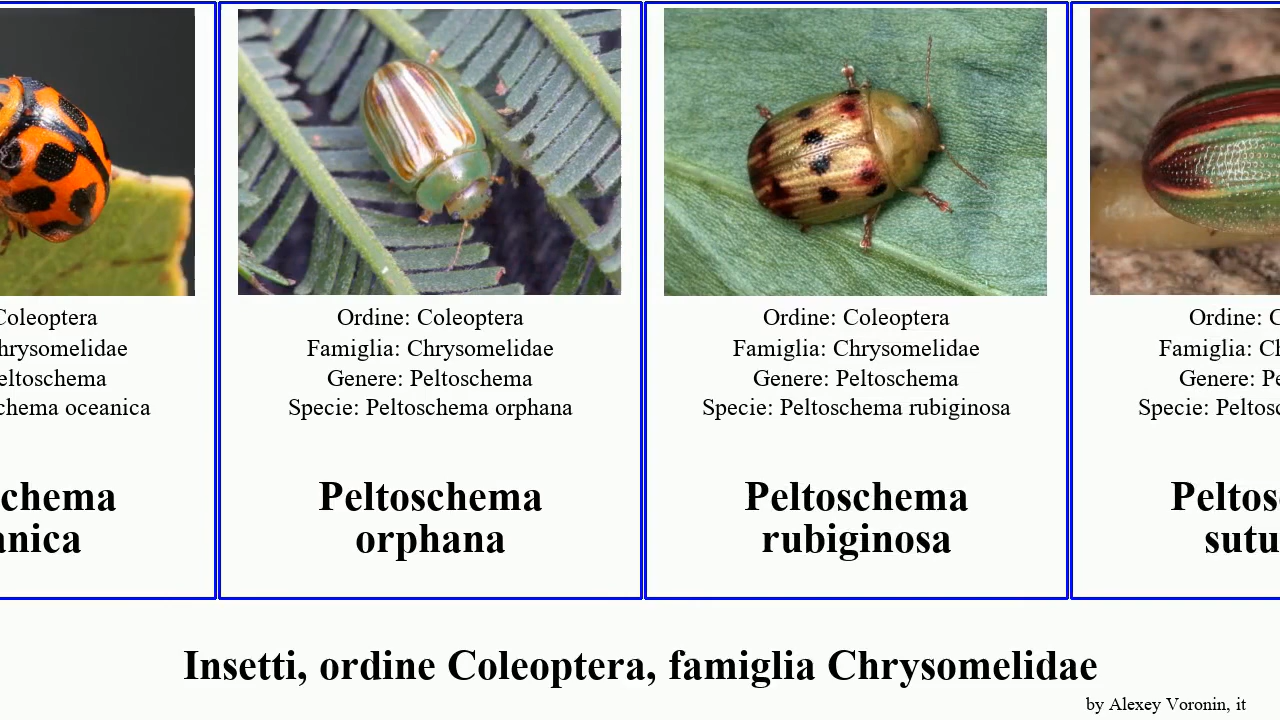 Coleoptera
hrysomelidae
eltoschema
chema oceanica
chema
anica
Ordine: Coleoptera
Famiglia: Chrysomelidae
Genere: Peltoschema
Specie: Peltoschema orphana
Peltoschema
orphana
Ordine: Coleoptera
Famiglia: Chrysomelidae
Genere: Peltoschema
Specie: Peltoschema rubiginosa
Peltoschema
rubiginosa
Ordine: C
Famiglia: Ch
Genere: Pe
Specie: Peltosc
Peltos
sutu
Insetti, ordine Coleoptera, famiglia Chrysomelidae
by Alexey Voronin, it